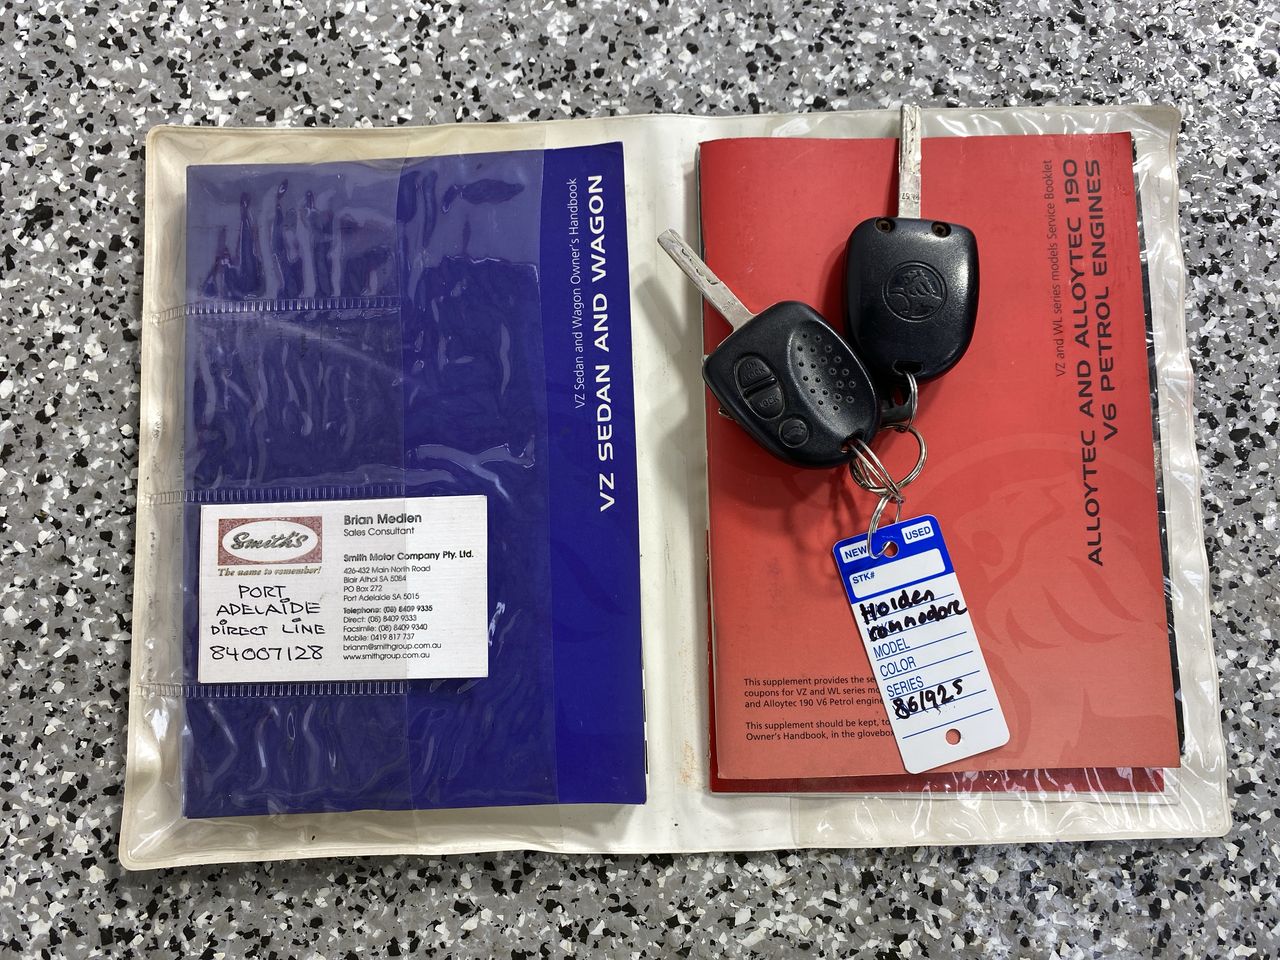 VZ Sedan and Wagon Owner's Handbook
VZ SEDAN AND WAGON
Smith's
The name to remember!
PORT
ADELAIDE
DIRECT LINE
84007128
Brian Medlen
Sales Consultant
Smith Motor Company Pty. Ltd.
426-432 Main North Road
Blair Athol SA 5084
PO Box 272
Port Adelaide SA 5015
Telephone: (08) 8409 9335
Direct: (08) 8409 9333
Facsimile: (08) 8409 9340
Mobile: 0419 817 737
brianm@smithgroup.com.au
www.smithgroup.com.au
VZ and WL series models Service Booklet
ALLOYTEC AND ALLOYTEC 190
V6 PETROL ENGINES
LOCK
NEW
USED
STK#
Holden
commodore
MODEL
COLOR
SERIES
861925
This supplement provides the se
coupons for VZ and WL series mo
and Alloytec 190 V6 Petrol engine
This supplement should be kept, to
Owner's Handbook, in the glovebox